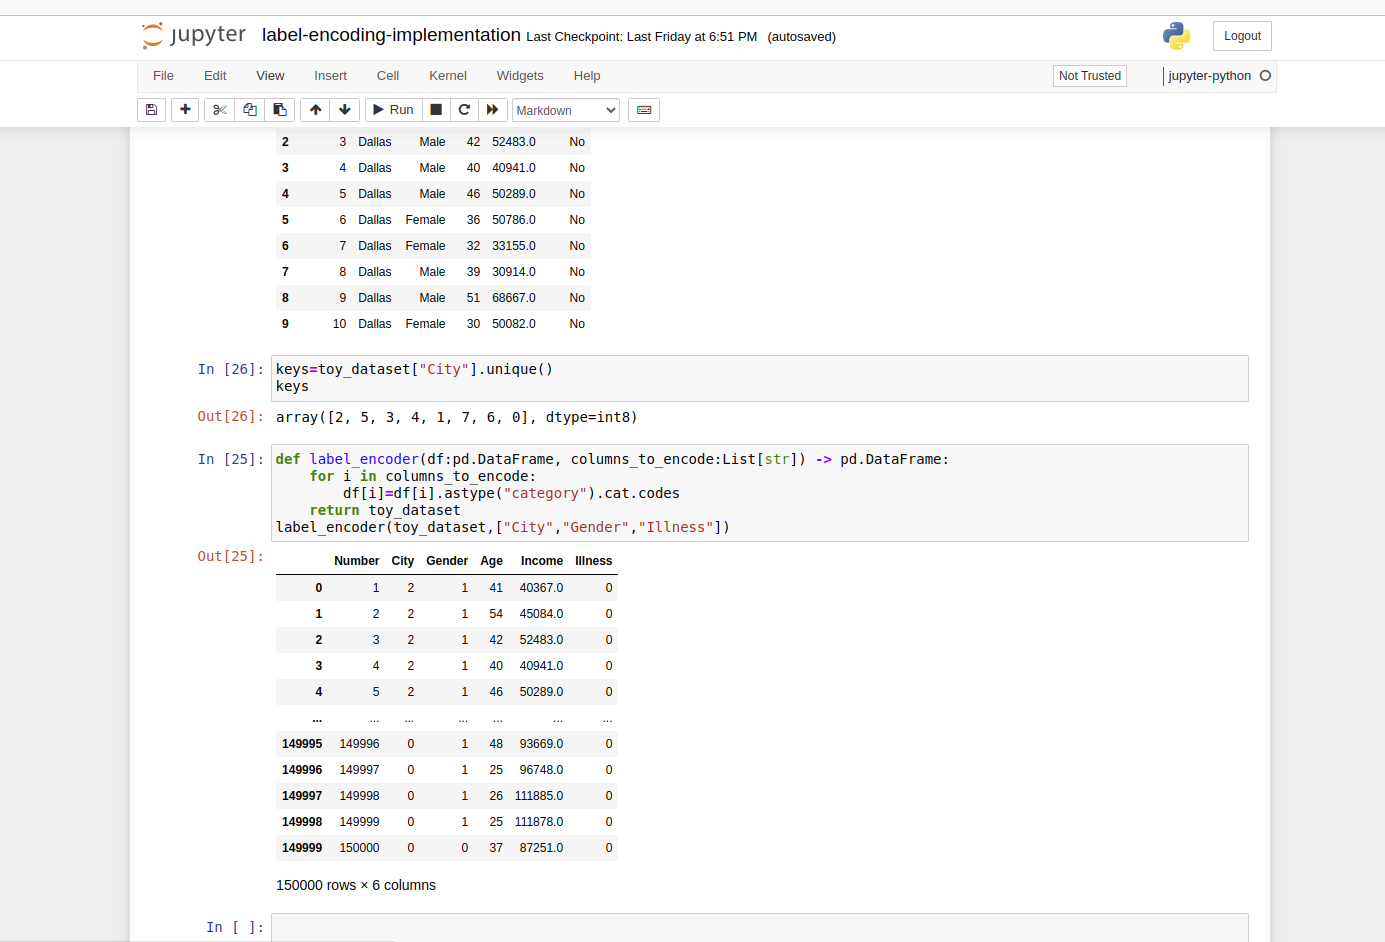 jupyter label-encoding-implementation Last Checkpoint: Last Friday at 6:51 PM (autosaved) Logout
File Edit View Insert Cell Kernel Widgets Help Not Trusted jupyter-python
Run Markdown
2 3 Dallas Male 42 52483.0 No
3 4 Dallas Male 40 40941.0 No
4 5 Dallas Male 46 50289.0 No
5 6 Dallas Female 36 50786.0 No
6 7 Dallas Female 32 33155.0 No
7 8 Dallas Male 39 30914.0 No
8 9 Dallas Male 51 68667.0 No
9 10 Dallas Female 30 50082.0 No
In [26]: keys=toy_dataset["City"].unique()
keys
Out[26]: array([2, 5, 3, 4, 1, 7, 6, 0], dtype=int8)
In [25]: def label_encoder(df:pd.DataFrame, columns_to_encode:List[str]) -> pd.DataFrame:
for i in columns_to_encode:
df[i]=df[i].astype("category").cat.codes
return toy_dataset
label_encoder(toy_dataset,["City","Gender","Illness"])
Out[25]:
Number City Gender Age Income Illness
0 1 2 1 41 40367.0 0
1 2 2 1 54 45084.0 0
2 3 2 1 42 52483.0 0
3 4 2 1 40 40941.0 0
4 5 2 1 46 50289.0 0
... ... ... ... ... ... ...
149995 149996 0 1 48 93669.0 0
149996 149997 0 1 25 96748.0 0
149997 149998 0 1 26 111885.0 0
149998 149999 0 1 25 111878.0 0
149999 150000 0 0 37 87251.0 0
150000 rows × 6 columns
In [ ]: